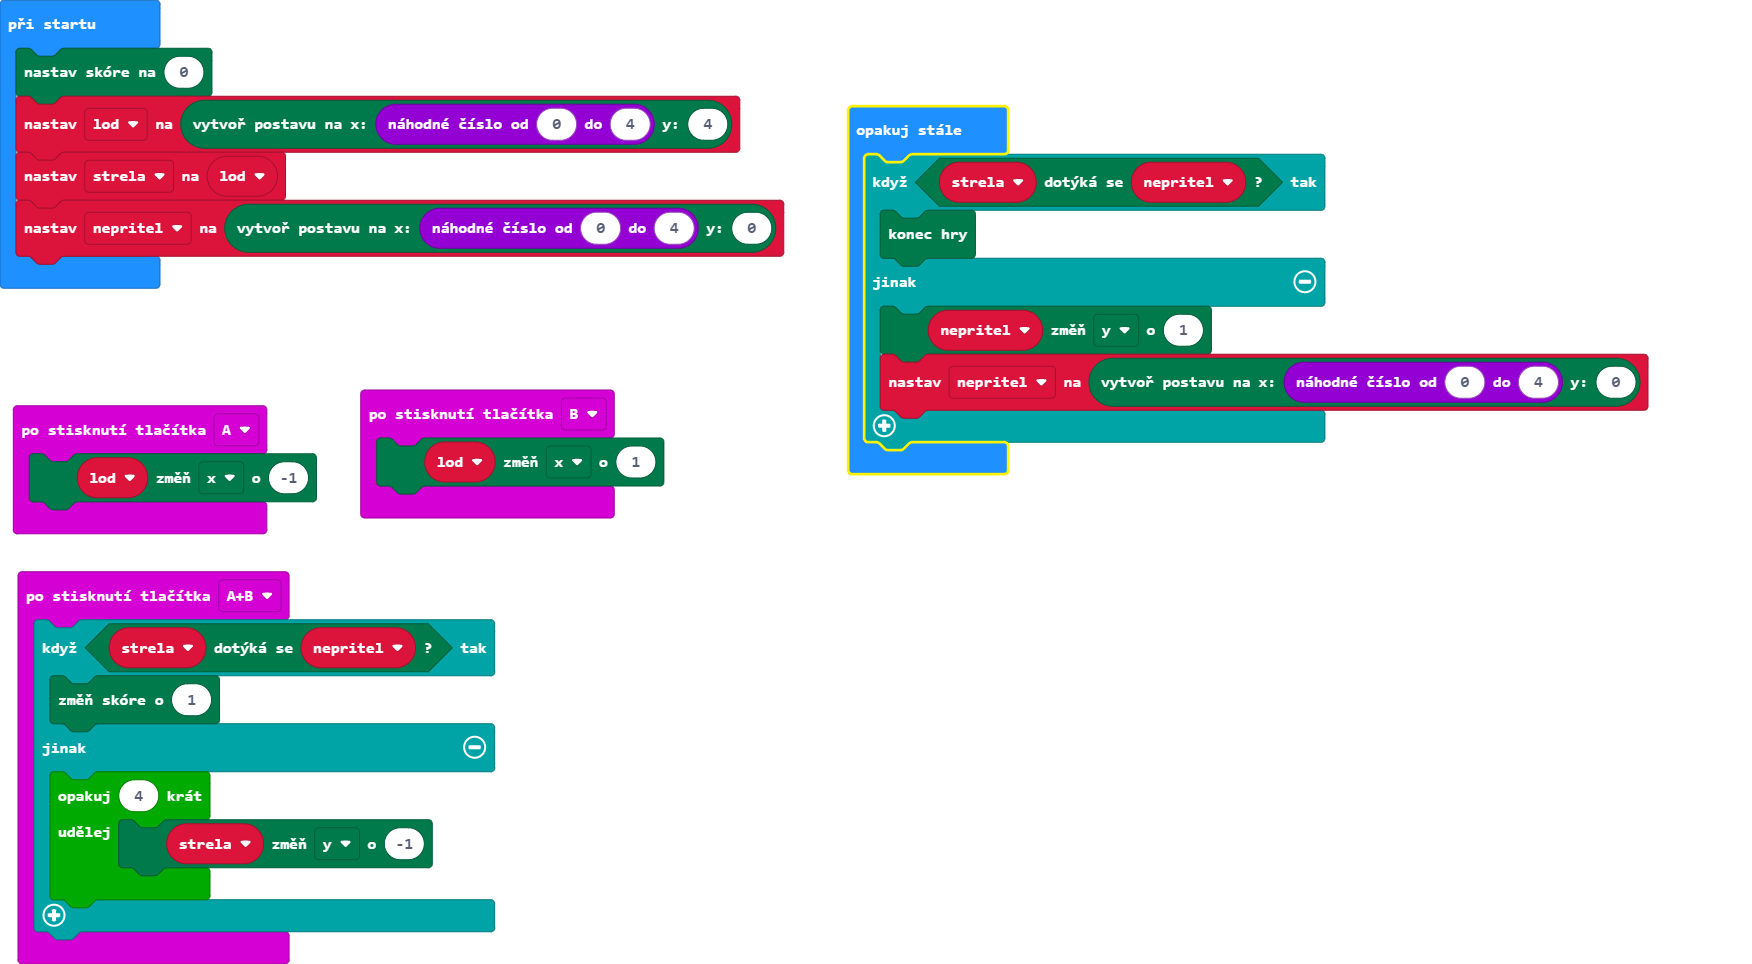 při startu
nastav skóre na 0
nastav lod na vytvoř postavu na x: náhodné číslo od 0 do 4 y: 4
nastav strela na lod
nastav nepritel na vytvoř postavu na x: náhodné číslo od 0 do 4 y: 0
opakuj stále
když strela dotýká se nepritel ? tak
konec hry
jinak
nepritel změň y o 1
nastav nepritel na vytvoř postavu na x: náhodné číslo od 0 do 4 y: 0
po stisknutí tlačítka A
lod změň x o -1
po stisknutí tlačítka B
lod změň x o 1
po stisknutí tlačítka A+B
když strela dotýká se nepritel ? tak
změň skóre o 1
jinak
opakuj 4 krát
udělej strela změň y o -1